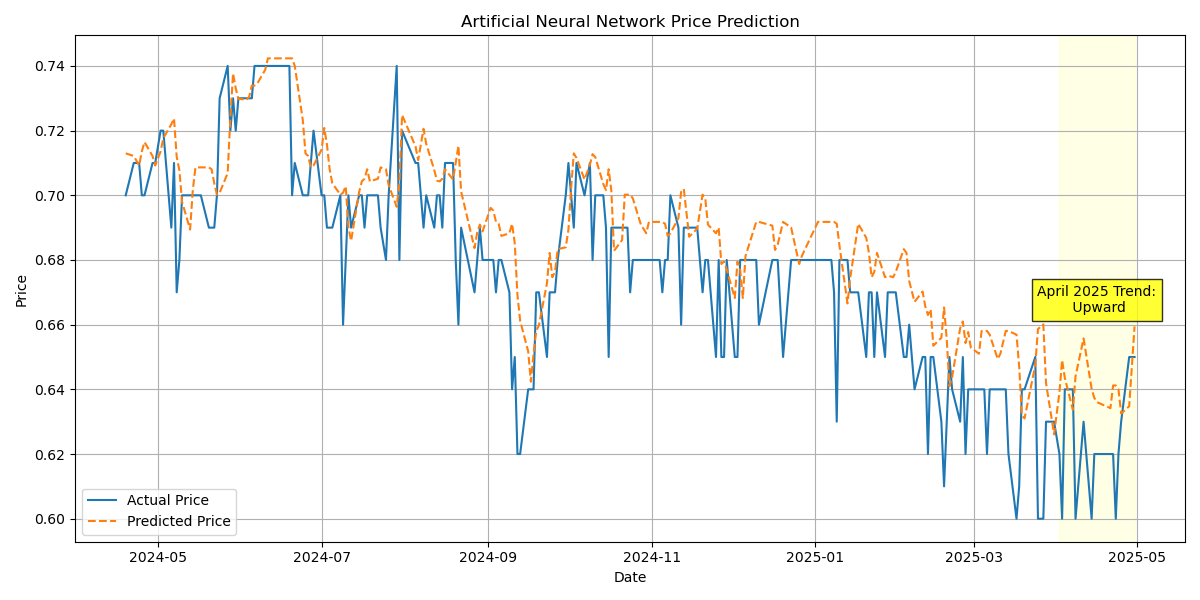 Artificial Neural Network Price Prediction
Price
0.74
0.72
0.70
0.68
0.66
0.64
0.62
0.60
April 2025 Trend:
Upward
Actual Price
Predicted Price
2024-05
2024-07
2024-09
2024-11
2025-01
2025-03
2025-05
Date